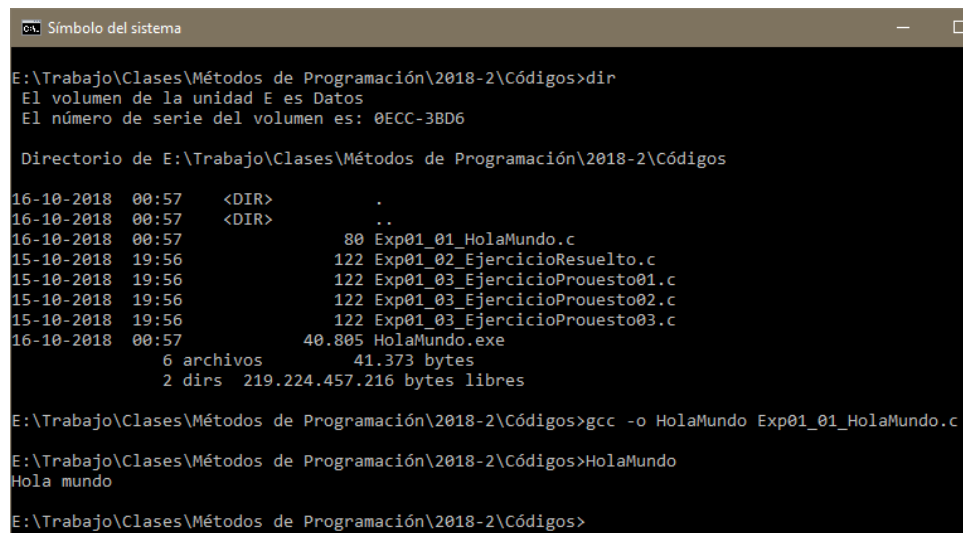 Símbolo del sistema
E:\Trabajo\Clases\Métodos de Programación\2018-2\Códigos>dir
 El volumen de la unidad E es Datos
 El número de serie del volumen es: 0ECC-3BD6
 Directorio de E:\Trabajo\Clases\Métodos de Programación\2018-2\Códigos
16-10-2018  00:57    <DIR>          .
16-10-2018  00:57    <DIR>          ..
16-10-2018  00:57                80 Exp01_01_HolaMundo.c
15-10-2018  19:56               122 Exp01_02_EjercicioResuelto.c
15-10-2018  19:56               122 Exp01_03_EjercicioProuesto01.c
15-10-2018  19:56               122 Exp01_03_EjercicioProuesto02.c
15-10-2018  19:56               122 Exp01_03_EjercicioProuesto03.c
16-10-2018  00:57            40.805 HolaMundo.exe
               6 archivos         41.373 bytes
               2 dirs  219.224.457.216 bytes libres
E:\Trabajo\Clases\Métodos de Programación\2018-2\Códigos>gcc -o HolaMundo Exp01_01_HolaMundo.c
E:\Trabajo\Clases\Métodos de Programación\2018-2\Códigos>HolaMundo
Hola mundo
E:\Trabajo\Clases\Métodos de Programación\2018-2\Códigos>